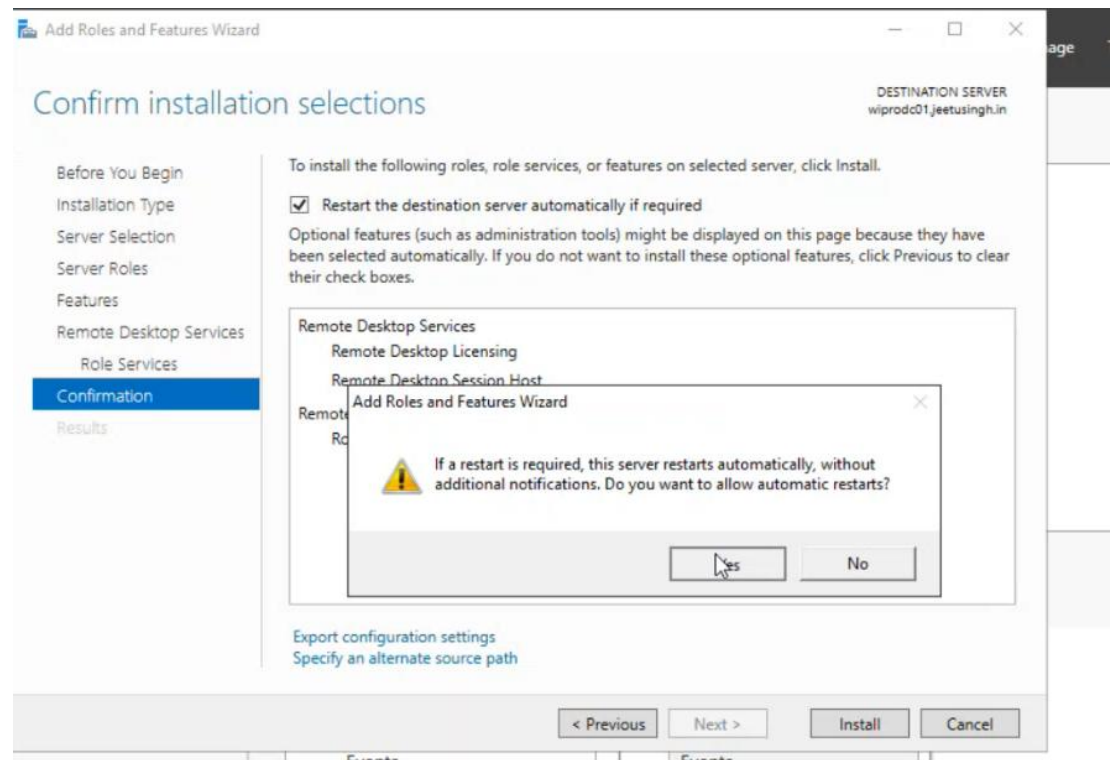 Add Roles and Features Wizard
age
Confirm installation selections
DESTINATION SERVER
wiprodc01.jeetusingh.in
Before You Begin
Installation Type
Server Selection
Server Roles
Features
Remote Desktop Services
Role Services
Confirmation
Results
To install the following roles, role services, or features on selected server, click Install.
Restart the destination server automatically if required
Optional features (such as administration tools) might be displayed on this page because they have
been selected automatically. If you do not want to install these optional features, click Previous to clear
their check boxes.
Remote Desktop Services
Remote Desktop Licensing
Remote Desktop Session Host
Remote
Add Roles and Features Wizard
If a restart is required, this server restarts automatically, without
additional notifications. Do you want to allow automatic restarts?
Yes
No
Export configuration settings
Specify an alternate source path
< Previous
Next >
Install
Cancel
Events
Events